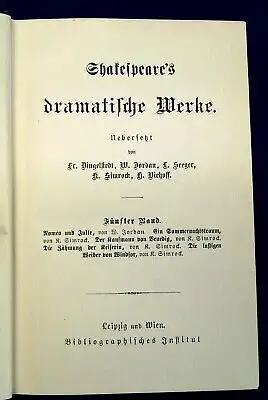 Shakespeare's
dramatische Werke.
Uebersetzt
von
Fr. Dingelstedt, W. Jordan, L. Seeger,
K. Simrock, H. Viehoff.
Fünfter Band.
Romeo und Julie, von W. Jordan. Ein Sommernachtstraum,
von K. Simrock. Der Kaufmann von Venedig, von K. Simrock.
Die Zähmung der Keiferin, von K. Simrock. Die lustigen
Weiber von Windsor, von K. Simrock.
Leipzig und Wien.
Bibliographisches Institut